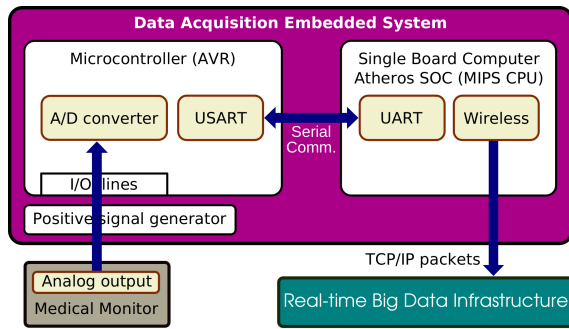 Data Acquisition Embedded System
Microcontroller (AVR)
A/D converter
USART
I/O lines
Positive signal generator
Serial
Comm.
Single Board Computer
Atheros SOC (MIPS CPU)
UART
Wireless
TCP/IP packets
Analog output
Medical Monitor
Real-time Big Data Infrastructure